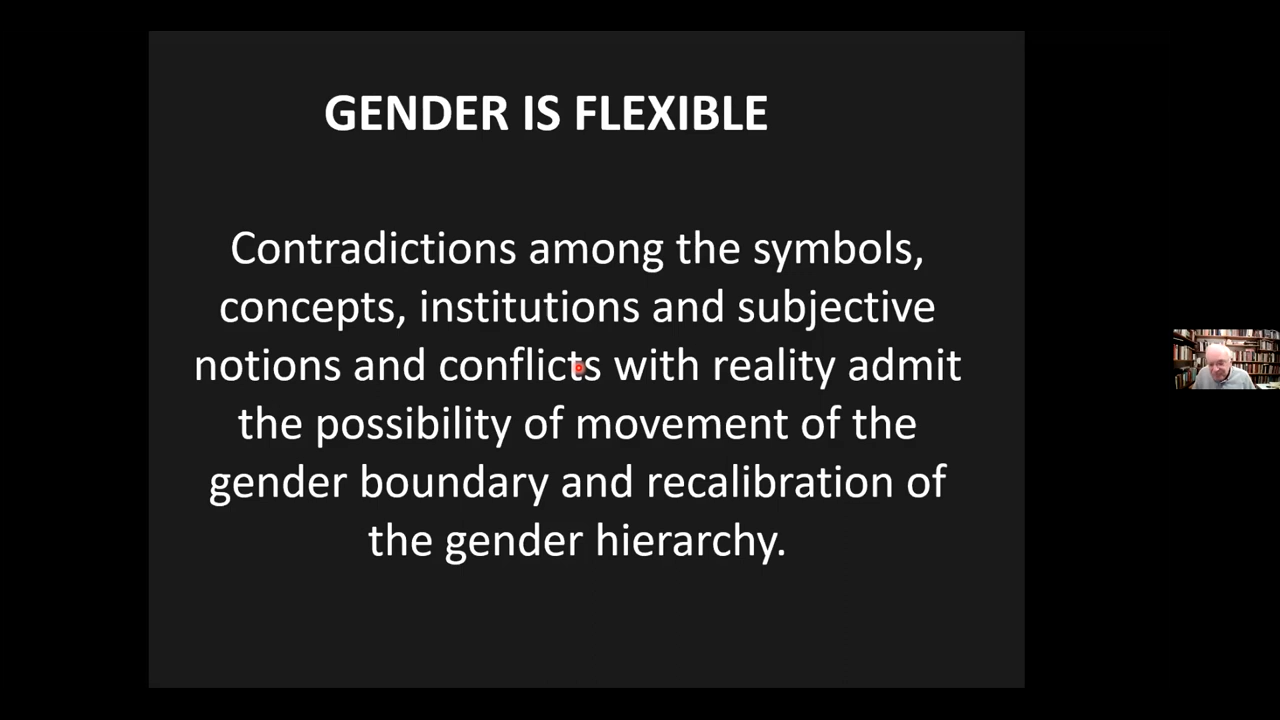 GENDER IS FLEXIBLE
Contradictions among the symbols,
concepts, institutions and subjective
notions and conflicts with reality admit
the possibility of movement of the
gender boundary and recalibration of
the gender hierarchy.